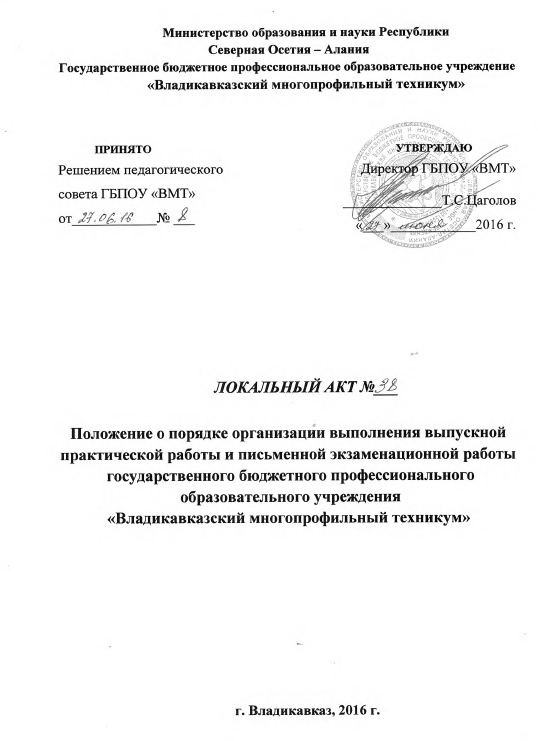 Министерство образования и науки Республики
Северная Осетия – Алания
Государственное бюджетное профессиональное образовательное учреждение
«Владикавказский многопрофильный техникум»
ПРИНЯТО
Решением педагогического
совета ГБПОУ «ВМТ»
от 27.06.16 № 8
УТВЕРЖДАЮ
Директор ГБПОУ «ВМТ»
Т.С.Цаголов
«27» июня 2016 г.
ЛОКАЛЬНЫЙ АКТ № 38
Положение о порядке организации выполнения выпускной
практической работы и письменной экзаменационной работы
государственного бюджетного профессионального
образовательного учреждения
«Владикавказский многопрофильный техникум»
г. Владикавказ, 2016 г.